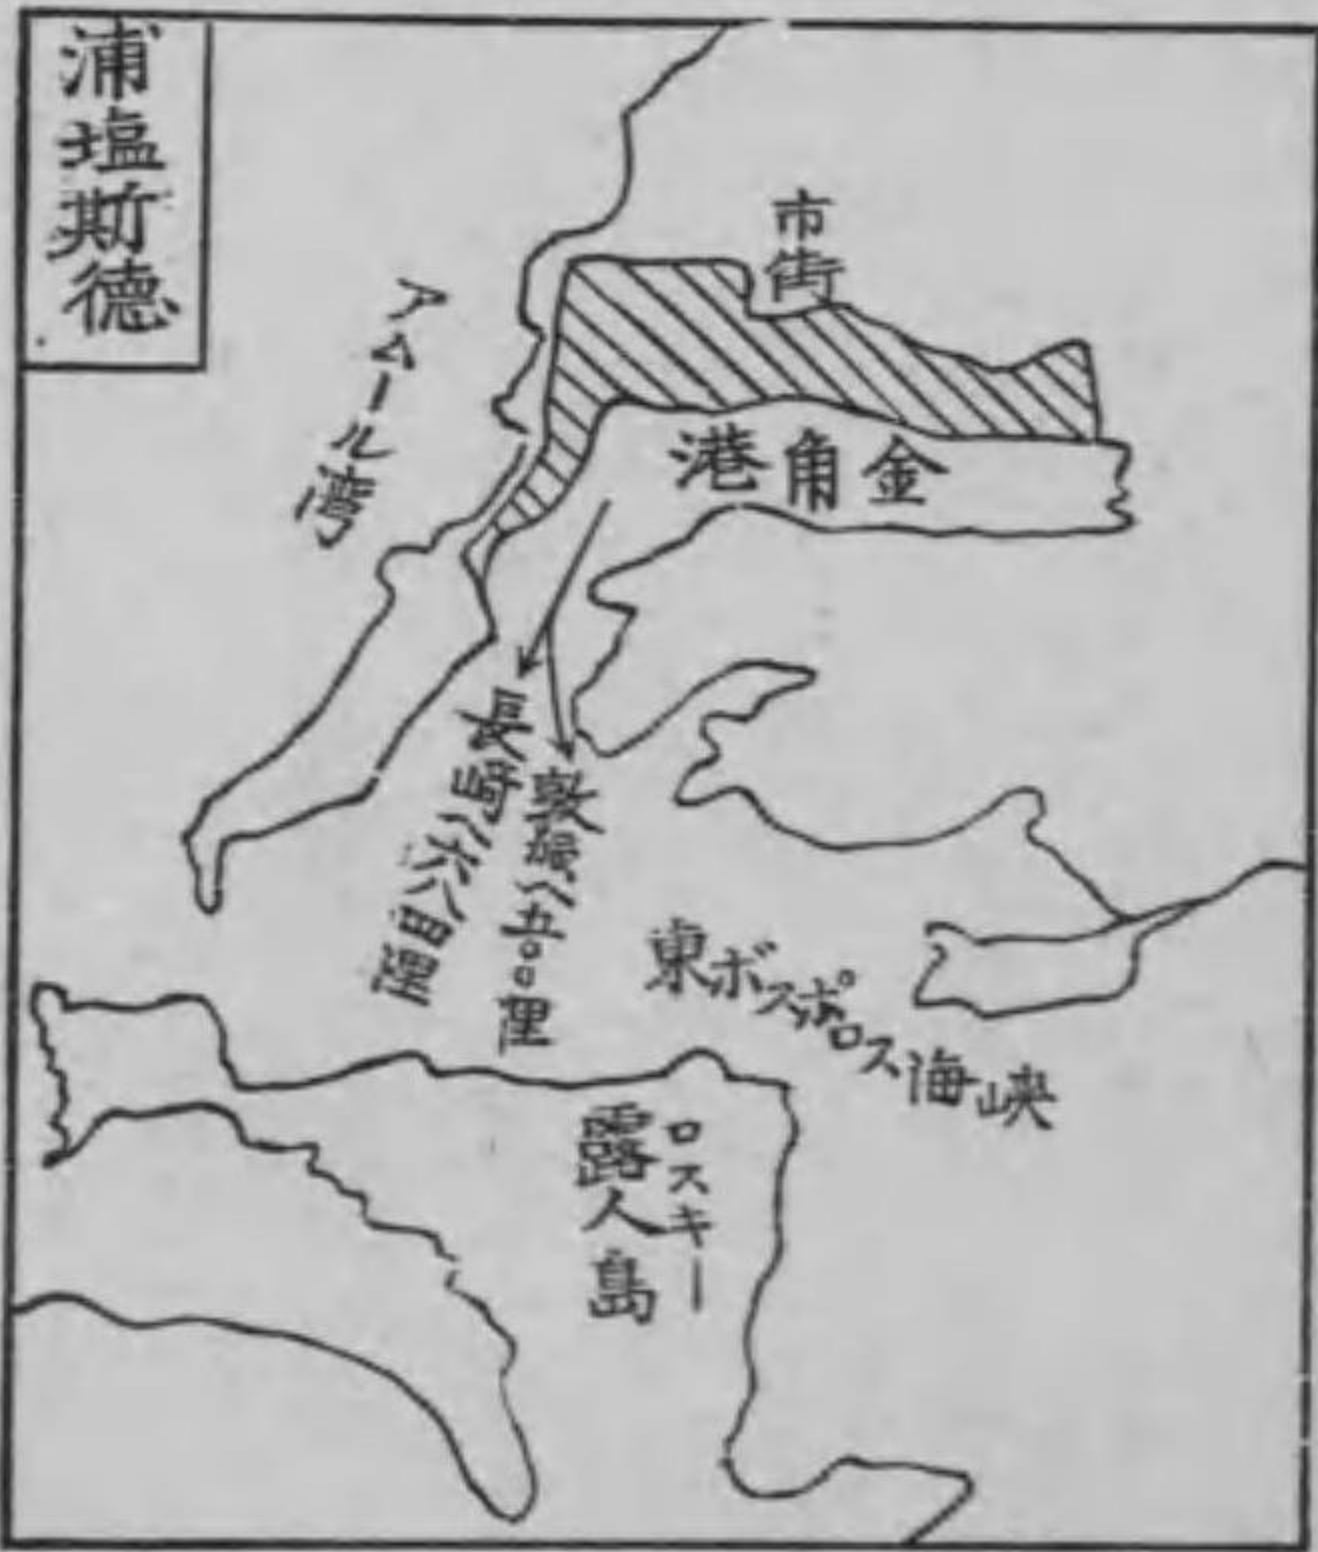 浦塩斯德
市街
アムール湾
金角港
長崎へ六八〇浬
敦賀へ五〇〇浬
東ボスポロス海峡
ロスキー
露人島